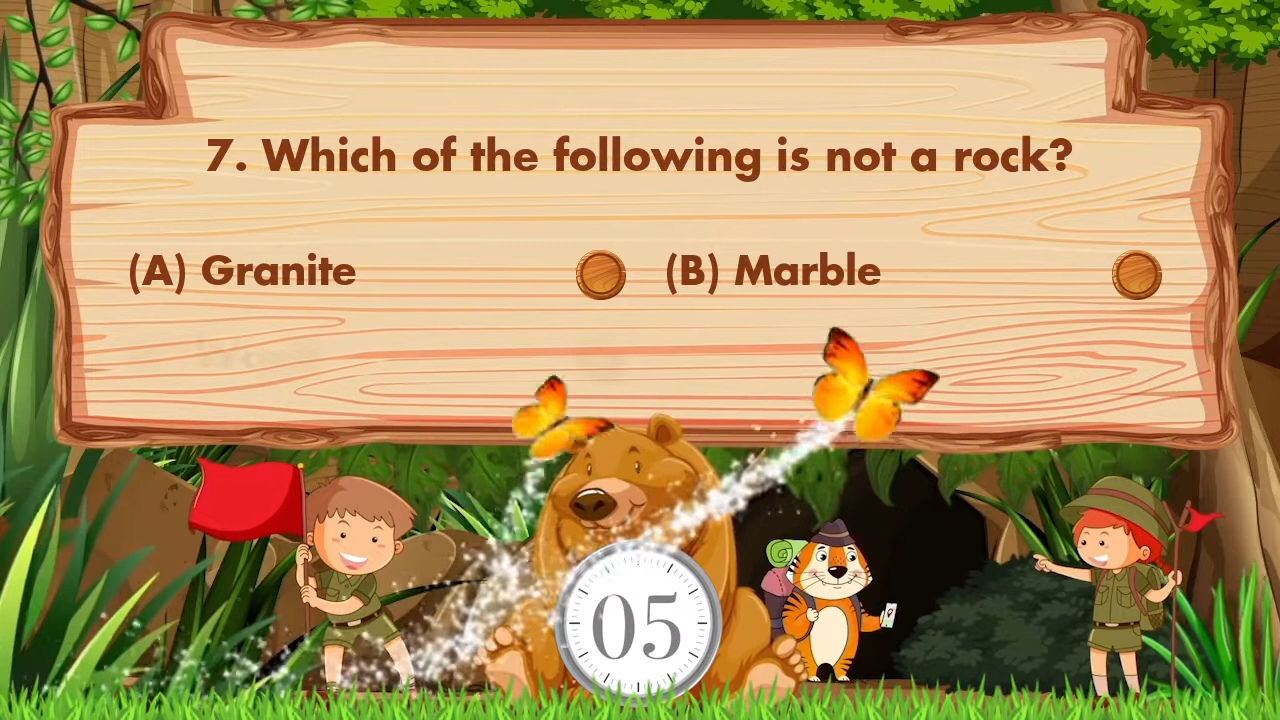 7. Which of the following is not a rock?
(A) Granite (B) Marble
05